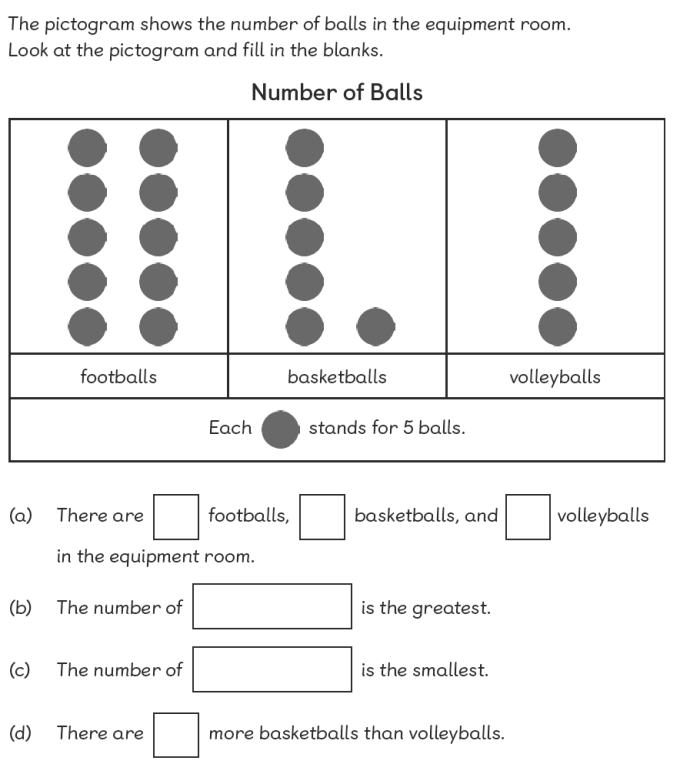 The pictogram shows the number of balls in the equipment room.
Look at the pictogram and fill in the blanks.
Number of Balls
footballs basketballs volleyballs
Each stands for 5 balls.
(a) There are footballs, basketballs, and volleyballs
in the equipment room.
(b) The number of is the greatest.
(c) The number of is the smallest.
(d) There are more basketballs than volleyballs.